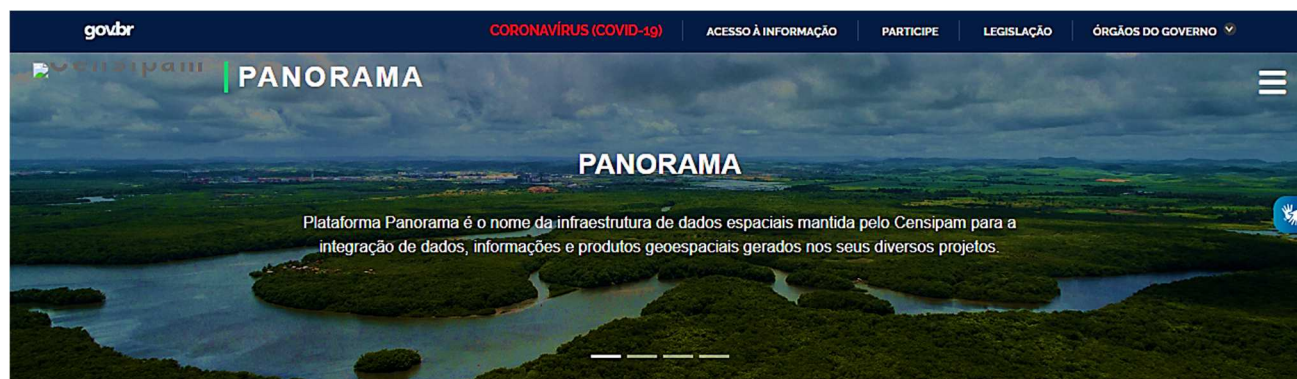 gov.br
CORONAVÍRUS (COVID-19)
ACESSO À INFORMAÇÃO
PARTICIPE
LEGISLAÇÃO
ÓRGÃOS DO GOVERNO
Censipam
PANORAMA
PANORAMA
Plataforma Panorama é o nome da infraestrutura de dados espaciais mantida pelo Censipam para a
integração de dados, informações e produtos geoespaciais gerados nos seus diversos projetos.